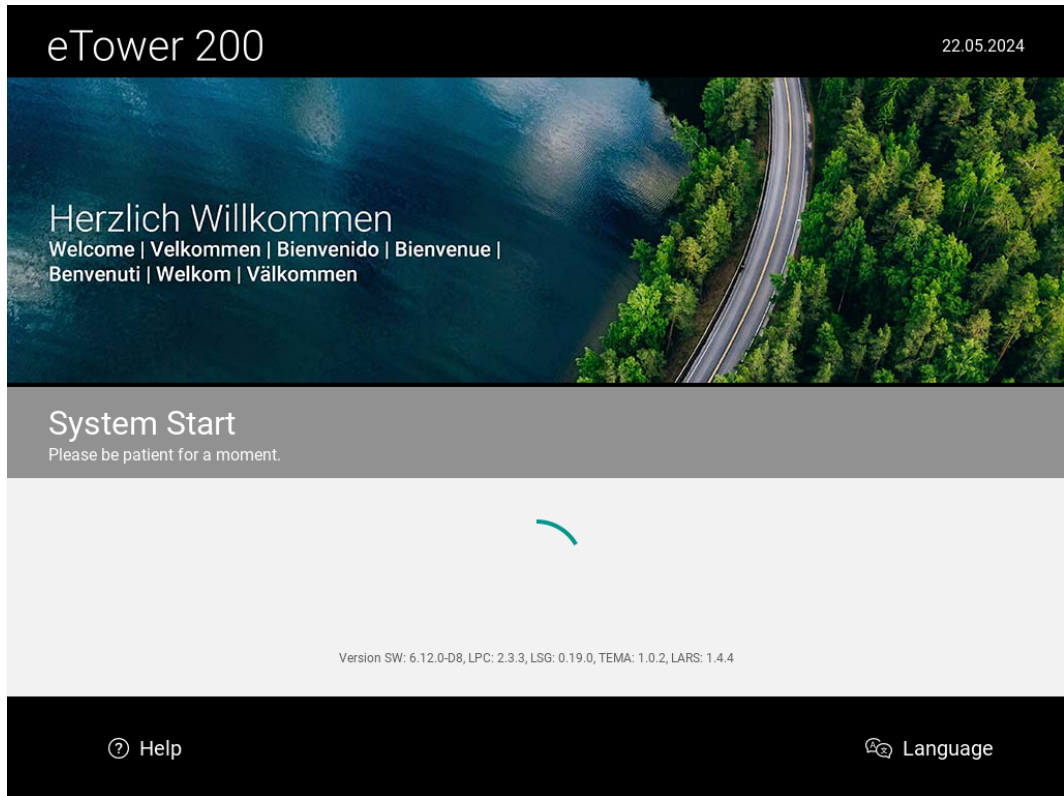 eTower 200
22.05.2024
Herzlich Willkommen
Welcome | Velkommen | Bienvenido | Bienvenue |
Benvenuti | Welkom | Välkommen
System Start
Please be patient for a moment.
Version SW: 6.12.0-D8, LPC: 2.3.3, LSG: 0.19.0, TEMA: 1.0.2, LARS: 1.4.4
? Help
Language